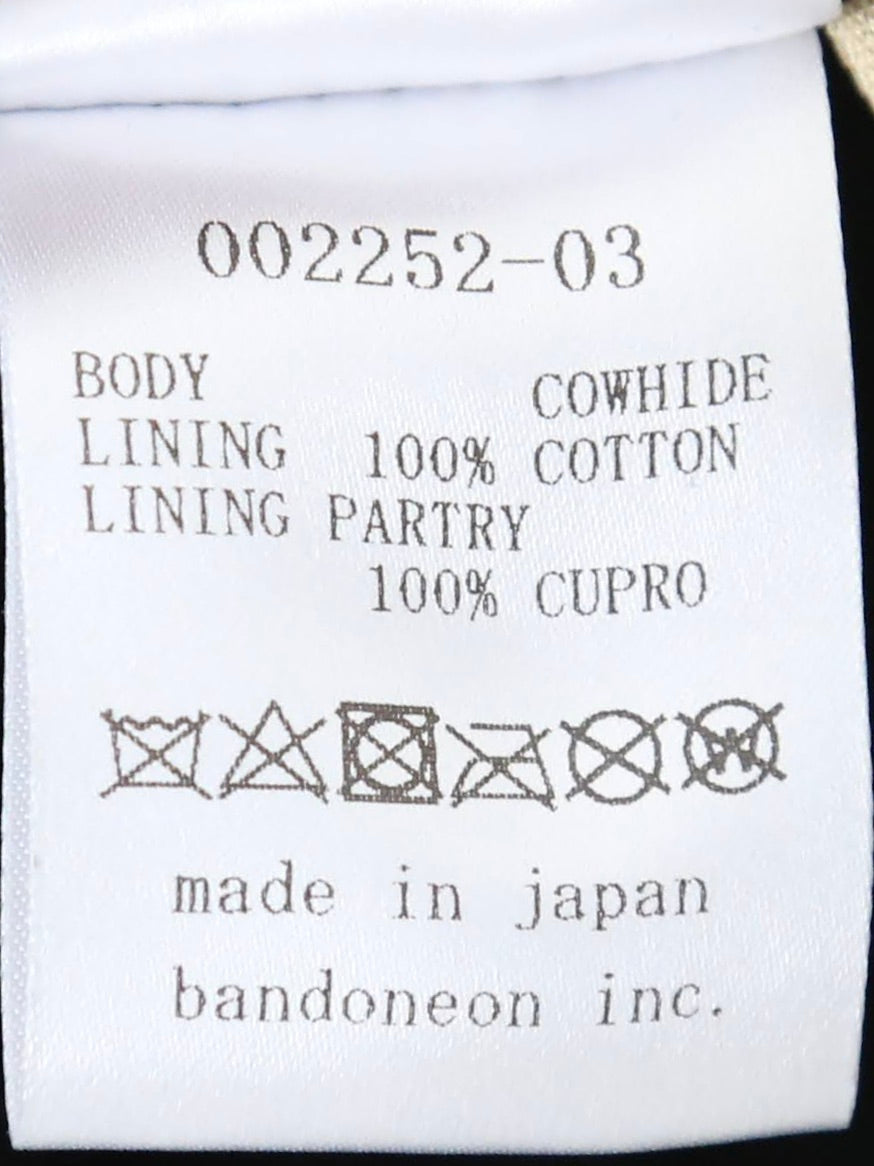 002252-03
BODY COWHIDE
LINING 100% COTTON
LINING PARTRY
100% CUPRO
W
made in japan
bandoneon inc.